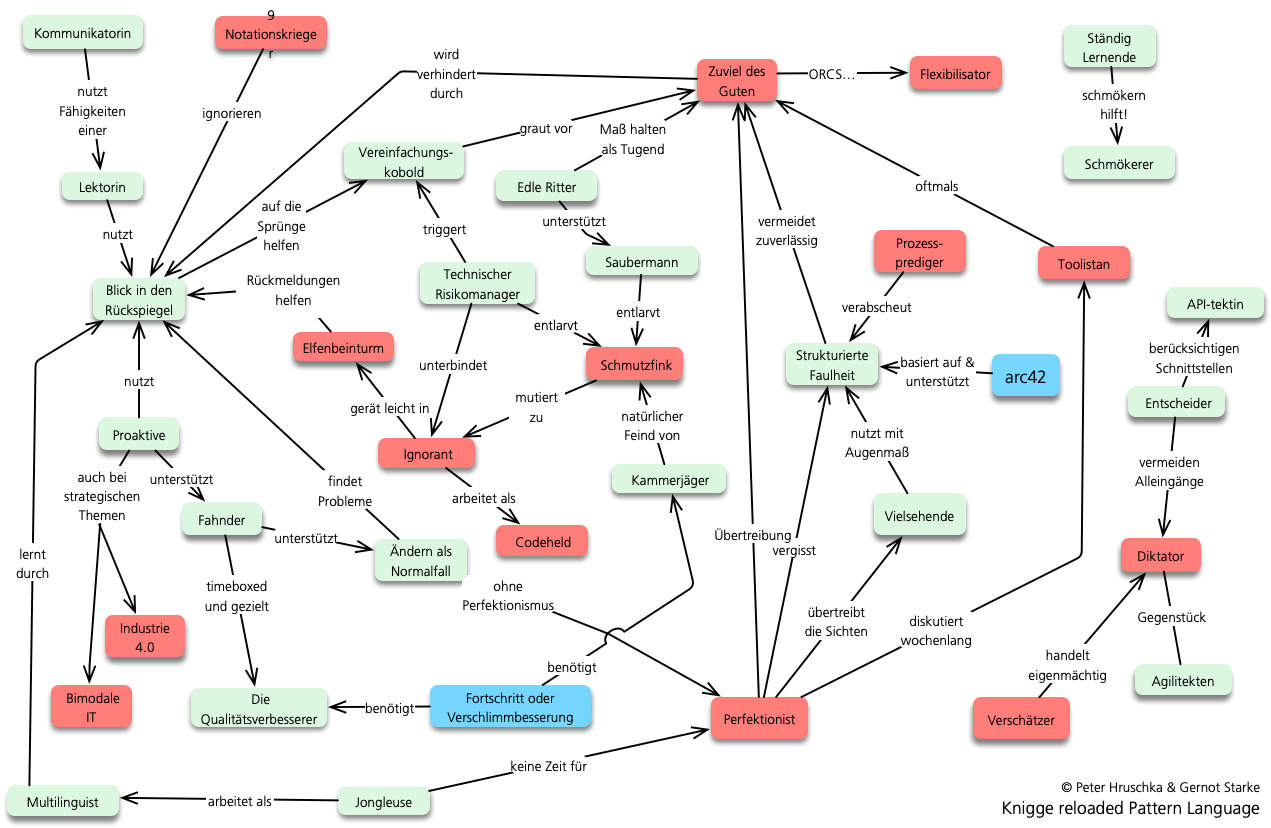 Kommunikatorin
9
Notationskriege
r
nutzt
Fähigkeiten
einer
ignorieren
wird
verhindert
durch
Zuviel des
Guten
ORCS...
Flexibilisator
Ständig
Lernende
schmökern
hilft!
Schmökerer
Lektorin
nutzt
auf die
Sprünge
helfen
Vereinfachungs-
kobold
graut vor
Maß halten
als Tugend
Edle Ritter
unterstützt
Saubermann
triggert
oftmals
vermeidet
zuverlässig
Prozess-
prediger
Toolistan
Blick in den
Rückspiegel
Rückmeldungen
helfen
Technischer
Risikomanager
entlarvt
entlarvt
verabscheut
API-tektin
Elfenbeinturm
unterbindet
Schmutzfink
Strukturierte
Faulheit
basiert auf &
unterstützt
arc42
berücksichtigen
Schnittstellen
nutzt
gerät leicht in
mutiert
zu
natürlicher
Feind von
nutzt mit
Augenmaß
Entscheider
Proaktive
Ignorant
Kammerjäger
vermeiden
Alleingänge
auch bei
strategischen
Themen
unterstützt
findet
Probleme
arbeitet als
Vielsehende
Fahnder
unterstützt
Codeheld
Übertreibung
vergisst
Diktator
lernt
durch
Ändern als
Normalfall
timeboxed
und gezielt
ohne
Perfektionismus
übertreibt
die Sichten
diskutiert
wochenlang
Gegenstück
Industrie
4.0
benötigt
handelt
eigenmächtig
Agilitekten
Bimodale
IT
Die
Qualitätsverbesserer
benötigt
Fortschritt oder
Verschlimmbesserung
Perfektionist
Verschätzer
keine Zeit für
Multilinguist
arbeitet als
Jongleuse
© Peter Hruschka & Gernot Starke
Knigge reloaded Pattern Language